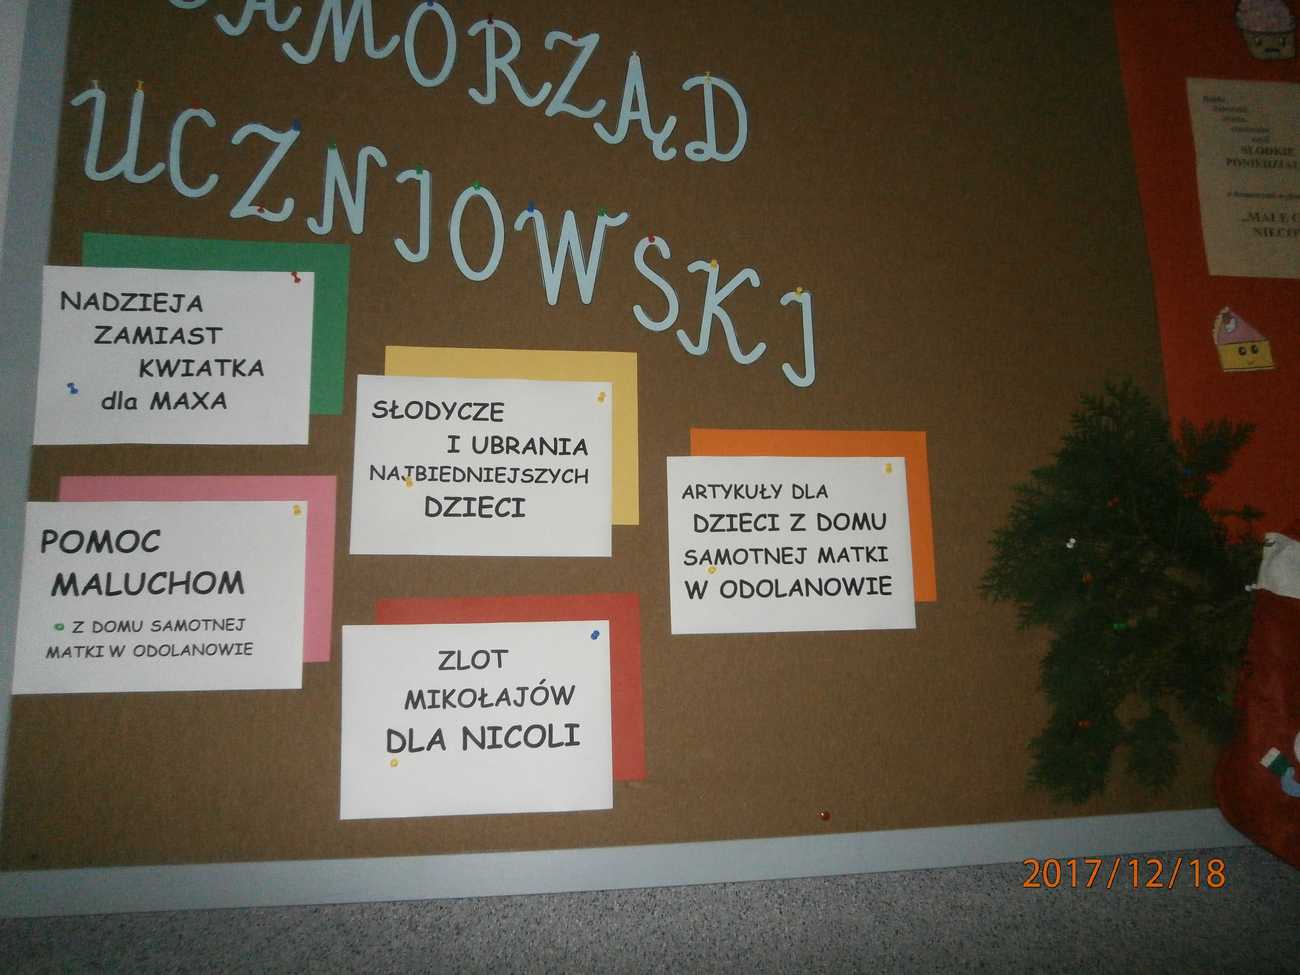 SAMORZĄD
UCZNIOWSKI
NADZIEJA
ZAMIAST
KWIATKA
dla MAXA
SŁODYCZE
I UBRANIA
NAJBIEDNIEJSZYCH
DZIECI
ARTYKUŁY DLA
DZIECI Z DOMU
SAMOTNEJ MATKI
W ODOLANOWIE
POMOC
MALUCHOM
Z DOMU SAMOTNEJ
MATKI W ODOLANOWIE
ZLOT
MIKOŁAJÓW
DLA NICOLI
SŁODKIE
„MAŁE
2017/12/18